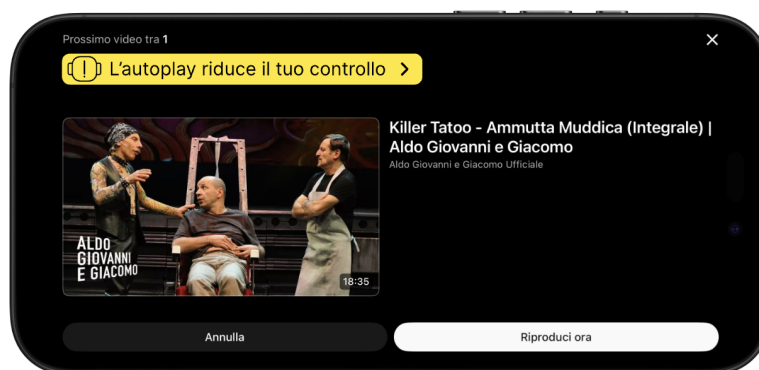 Prossimo video tra 1
L'autoplay riduce il tuo controllo
Killer Tatoo - Ammutta Muddica (Integrale) |
Aldo Giovanni e Giacomo
Aldo Giovanni e Giacomo Ufficiale
ALDO
GIOVANNI
E GIACOMO
18:35
Annulla
Riproduci ora